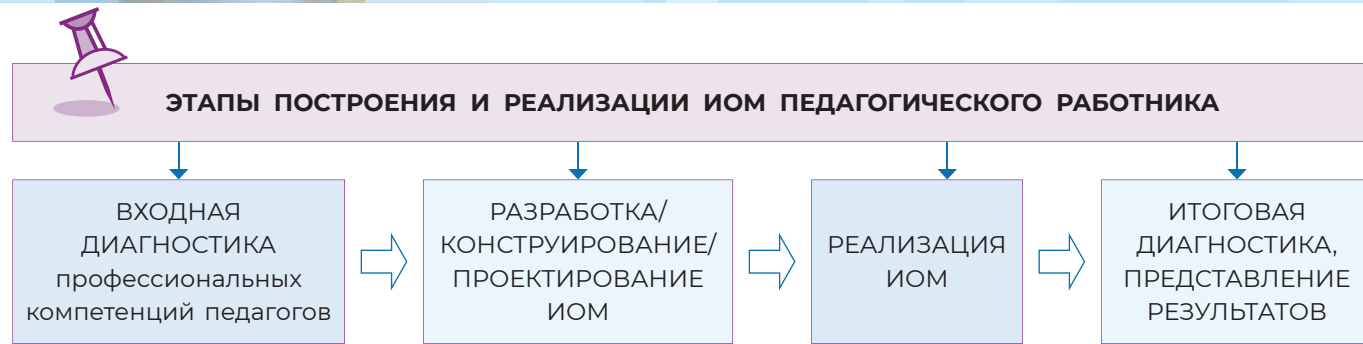 ЭТАПЫ ПОСТРОЕНИЯ И РЕАЛИЗАЦИИ ИОМ ПЕДАГОГИЧЕСКОГО РАБОТНИКА
ВХОДНАЯ
ДИАГНОСТИКА
профессиональных
компетенций педагогов
РАЗРАБОТКА/
КОНСТРУИРОВАНИЕ/
ПРОЕКТИРОВАНИЕ
ИОМ
РЕАЛИЗАЦИЯ
ИОМ
ИТОГОВАЯ
ДИАГНОСТИКА,
ПРЕДСТАВЛЕНИЕ
РЕЗУЛЬТАТОВ